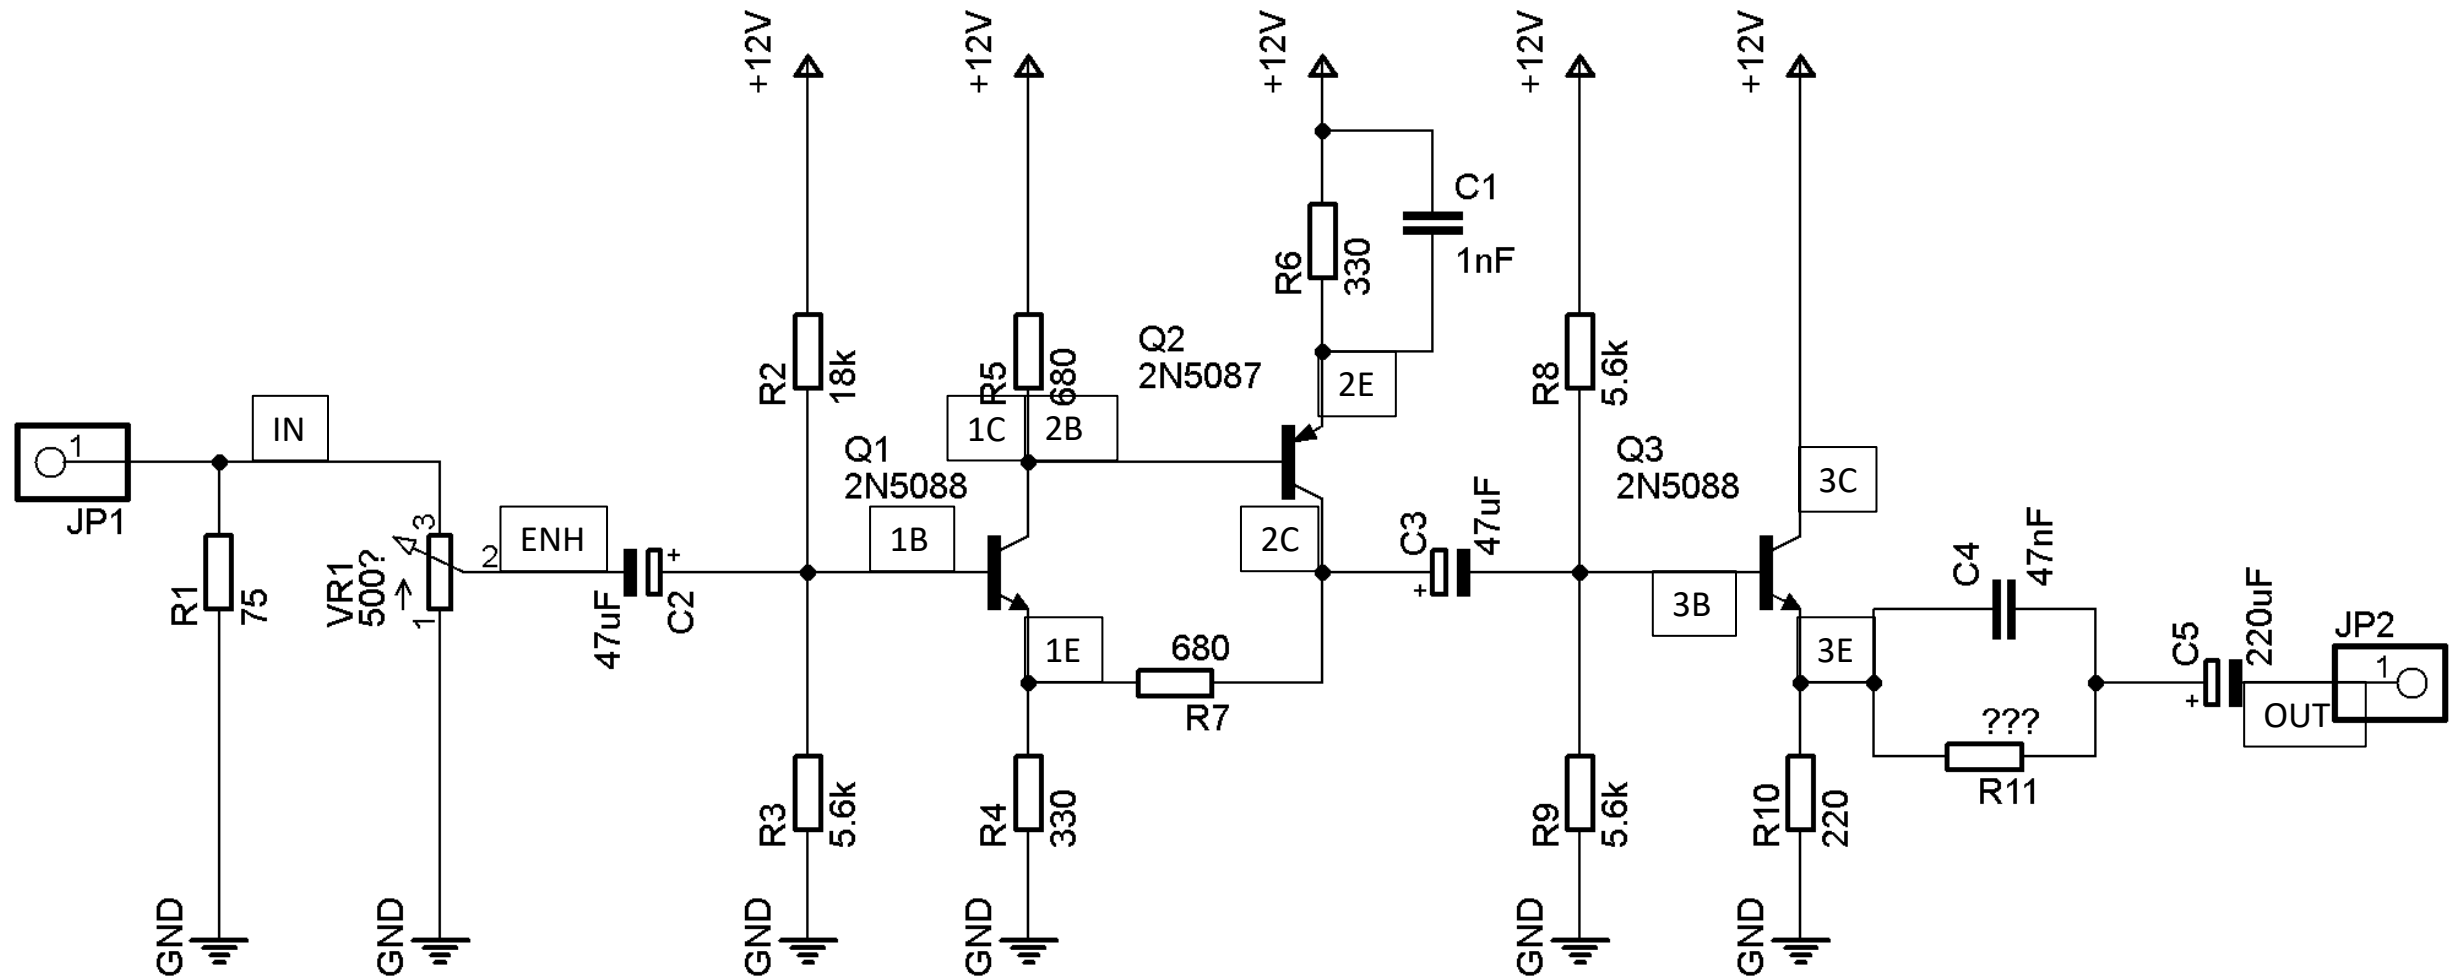 +12V
+12V
+12V
+12V
+12V
C1
1nF
R6
330
Q2
2N5087
R2
18k
R5
680
2E
R8
5.6k
IN
1C
2B
1
JP1
Q1
2N5088
Q3
2N5088
3C
3
2
ENH
1B
2C
C3
47uF
+
C4
47nF
VR1
500?
1
R1
75
47uF
+
C2
3B
1E
680
R7
3E
C5
220uF
+
JP2
1
OUT
???
R11
R3
5.6k
R4
330
R9
5.6k
R10
220
GND
GND
GND
GND
GND
GND